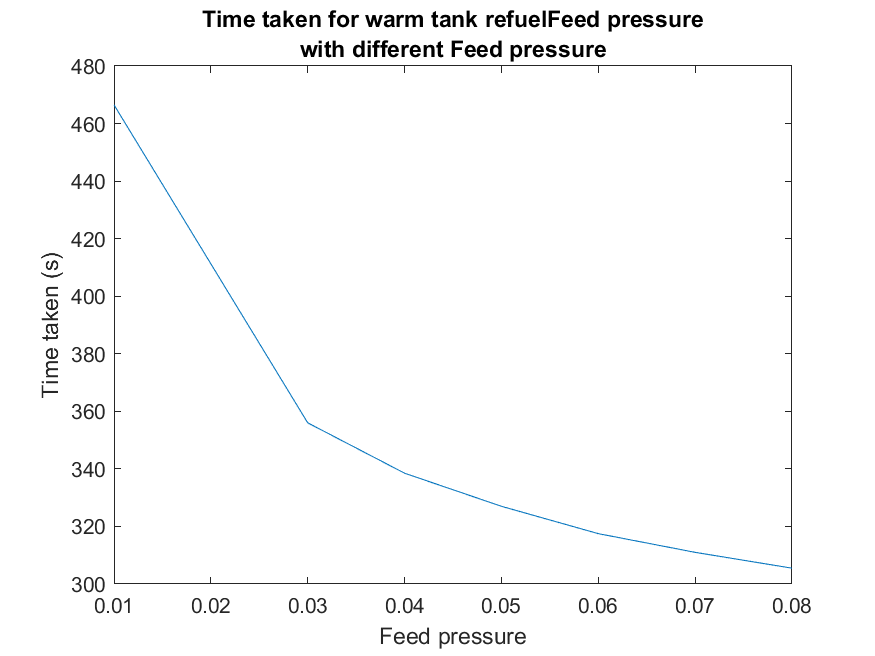 Time taken for warm tank refuelFeed pressure
with different Feed pressure
480
460
440
420
400
380
360
340
320
300
Time taken (s)
0.01 0.02 0.03 0.04 0.05 0.06 0.07 0.08
Feed pressure